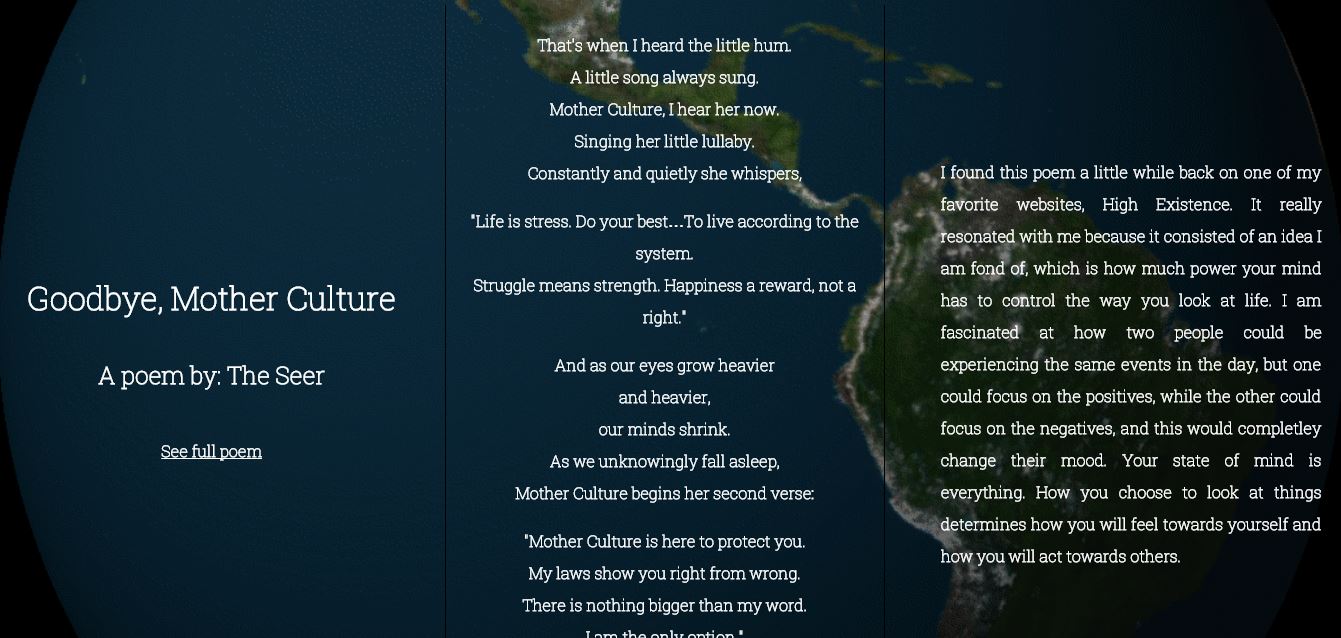 Goodbye, Mother Culture
A poem by: The Seer
See full poem
That's when I heard the little hum.
A little song always sung.
Mother Culture, I hear her now.
Singing her little lullaby.
Constantly and quietly she whispers,
"Life is stress. Do your best...To live according to the
system.
Struggle means strength. Happiness a reward, not a
right."
And as our eyes grow heavier
and heavier,
our minds shrink.
As we unknowingly fall asleep,
Mother Culture begins her second verse:
"Mother Culture is here to protect you.
My laws show you right from wrong.
There is nothing bigger than my word.
I am the only option."
I found this poem a little while back on one of my
favorite websites, High Existence. It really
resonated with me because it consisted of an idea I
am fond of, which is how much power your mind
has to control the way you look at life. I am
fascinated at how two people could be
experiencing the same events in the day, but one
could focus on the positives, while the other could
focus on the negatives, and this would completley
change their mood. Your state of mind is
everything. How you choose to look at things
determines how you will feel towards yourself and
how you will act towards others.